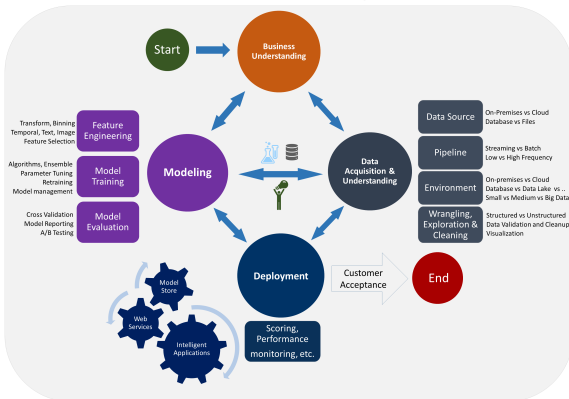 Start
Business
Understanding
Transform, Binning
Temporal, Text, Image
Feature Selection
Feature
Engineering
Algorithms, Ensemble
Parameter Tuning
Retraining
Model management
Model
Training
Cross Validation
Model Reporting
A/B Testing
Model
Evaluation
Modeling
Data
Acquisition &
Understanding
Data Source
On-Premises vs Cloud
Database vs Files
Pipeline
Streaming vs Batch
Low vs High Frequency
Environment
On-premises vs Cloud
Database vs Data Lake vs ..
Small vs Medium vs Big Data
Wrangling,
Exploration &
Cleaning
Structured vs Unstructured
Data Validation and Cleanup
Visualization
Deployment
Customer
Acceptance
End
Model
Store
Web
Services
Intelligent
Applications
Scoring,
Performance
monitoring, etc.